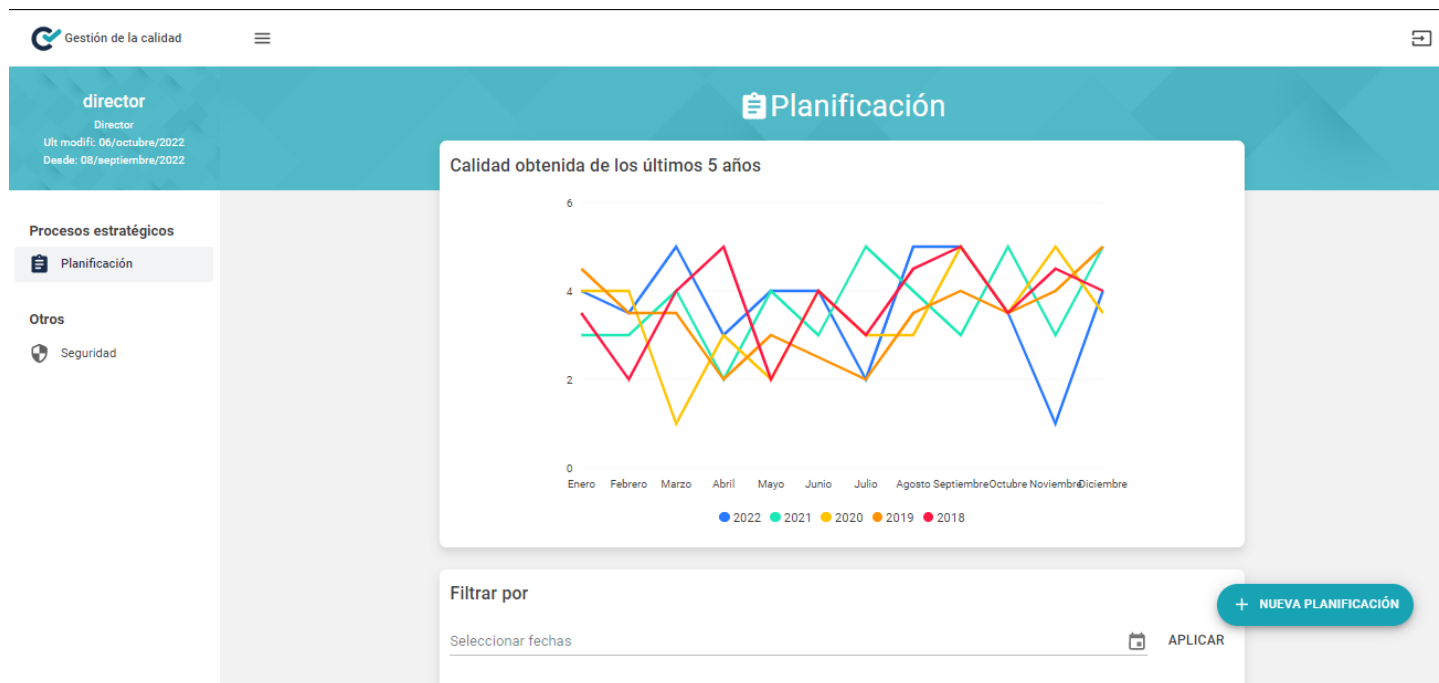 Gestión de la calidad
director
Director
Ult modifi: 06/octubre/2022
Desde: 08/septiembre/2022
Procesos estratégicos
Planificación
Otros
Seguridad
Planificación
Calidad obtenida de los últimos 5 años
6
4
2
0
Enero Febrero Marzo Abril Mayo Junio Julio Agosto Septiembre Octubre Noviembre Diciembre
2022 2021 2020 2019 2018
Filtrar por
Seleccionar fechas
APLICAR
+ NUEVA PLANIFICACIÓN